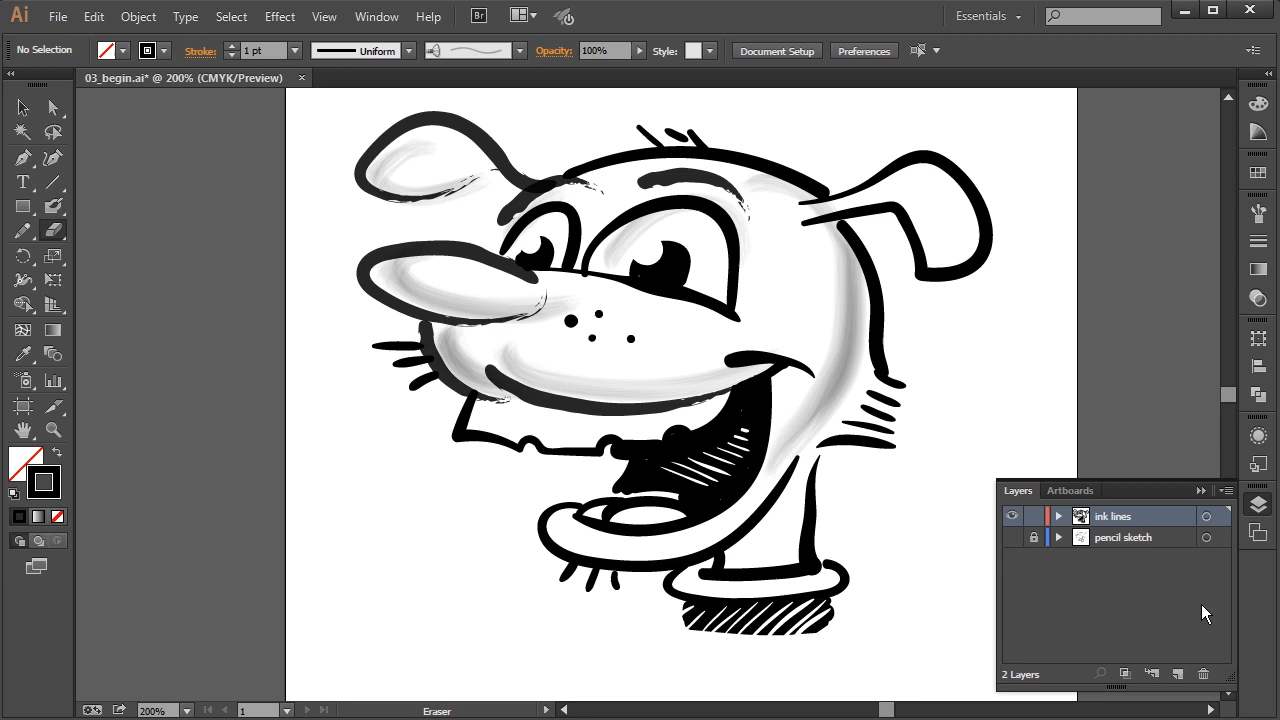 Ai File Edit Object Type Select Effect View Window Help Br Essentials
No Selection Stroke: 1 pt Uniform Opacity: 100% Style: Document Setup Preferences
03_begin.ai* @ 200% (CMYK/Preview)
T
Layers Artboards
ink lines
pencil sketch
2 Layers
200% 1 Eraser